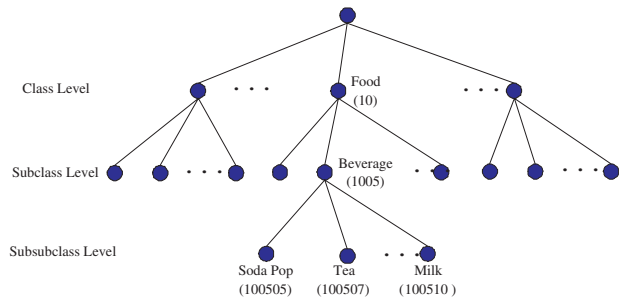 Class Level
Food
(10)
Subclass Level
Beverage
(1005)
Subsubclass Level
Soda Pop Tea Milk
(100505) (100507) (100510 )